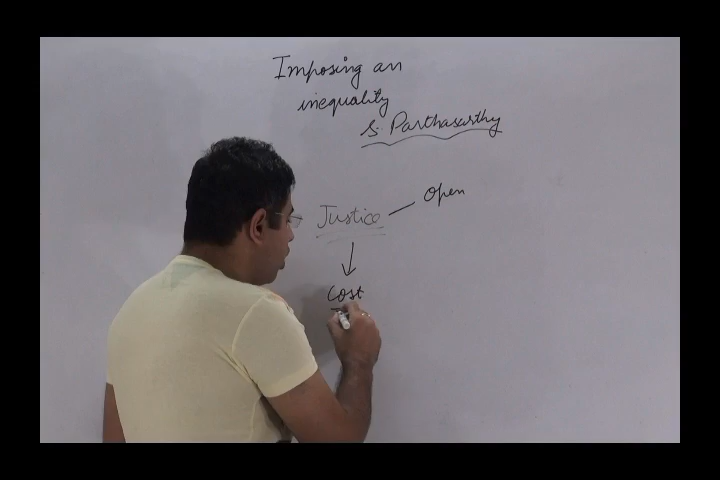 Imposing an
inequality
S. Parthasarthy
Open
Justice
Cost